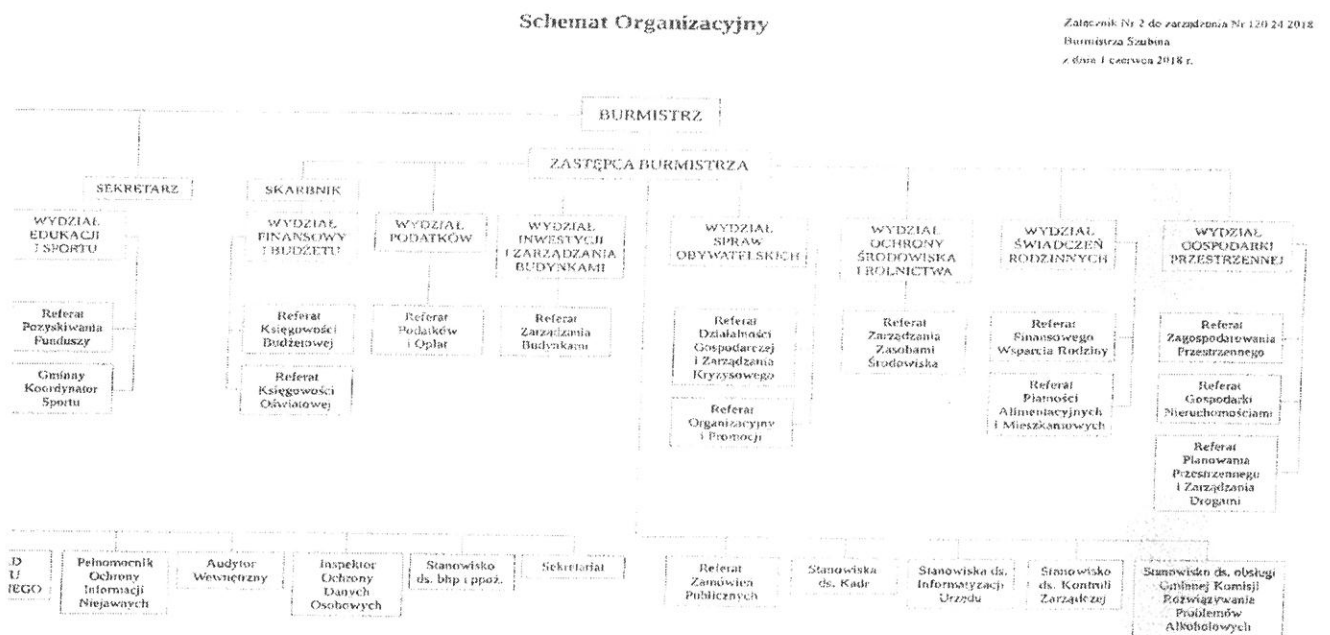 Schemat Organizacyjny
Załącznik Nr 2 do zarządzenia Nr 120 24 2018
Burmistrza Szubina
z dnia 1 czerwca 2018 r.
BURMISTRZ
ZASTĘPCA BURMISTRZA
SEKRETARZ
SKARBNIK
WYDZIAŁ
EDUKACJI
I SPORTU
WYDZIAŁ
FINANSOWY
I BUDŻETU
WYDZIAŁ
PODATKÓW
WYDZIAŁ
INWESTYCJI
I ZARZĄDZANIA
BUDYNKAMI
WYDZIAŁ
SPRAW
OBYWATELSKICH
WYDZIAŁ
OCHRONY
ŚRODOWISKA
I ROLNICTWA
WYDZIAŁ
ŚWIADCZEŃ
RODZINNYCH
WYDZIAŁ
GOSPODARKI
PRZESTRZENNEJ
Referat
Pozyskiwania
Funduszy
Referat
Księgowości
Budżetowej
Referat
Podatków
i Opłat
Referat
Zarządzania
Budynkami
Referat
Działalności
Gospodarczej
i Zarządzania
Kryzysowego
Referat
Zarządzania
Zasobami
Środowiska
Referat
Finansowego
Wsparcia Rodziny
Referat
Zagospodarowania
Przestrzennego
Gminny
Koordynator
Sportu
Referat
Księgowości
Oświatowej
Referat
Organizacyjny
i Promocji
Referat
Płatności
Alimentacyjnych
i Mieszkaniowych
Referat
Gospodarki
Nieruchomościami
Referat
Planowania
Przestrzennego
i Zarządzania
Drogami
Pełnomocnik
Ochrony
Informacji
Niejawnych
Audytor
Wewnętrzny
Inspektor
Ochrony
Danych
Osobowych
Stanowisko
ds. bhp i ppoż.
Sekretariat
Referat
Zamówień
Publicznych
Stanowiska
ds. Kadr
Stanowiska ds.
Informatyzacji
Urzędu
Stanowisko
ds. Kontroli
Zarządczej
Stanowisko ds. obsługi
Gminnej Komisji
Rozwiązywania
Problemów
Alkoholowych